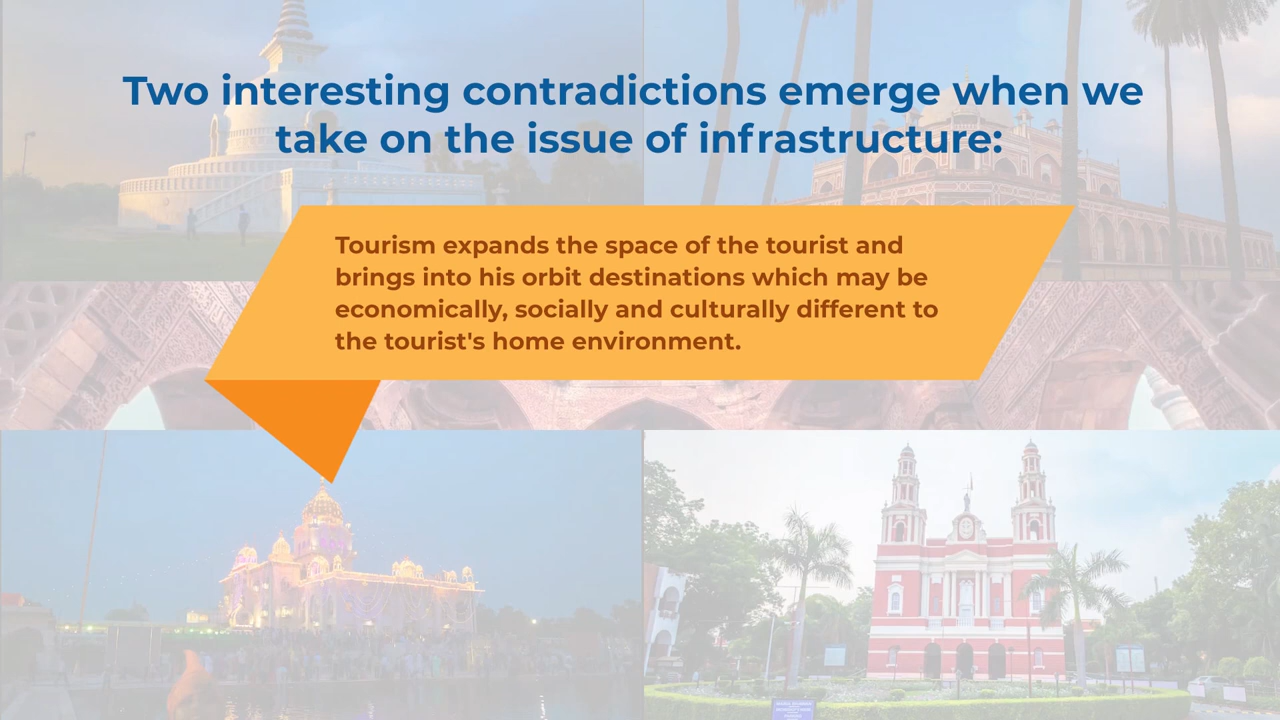 Two interesting contradictions emerge when we
take on the issue of infrastructure:
Tourism expands the space of the tourist and
brings into his orbit destinations which may be
economically, socially and culturally different to
the tourist's home environment.